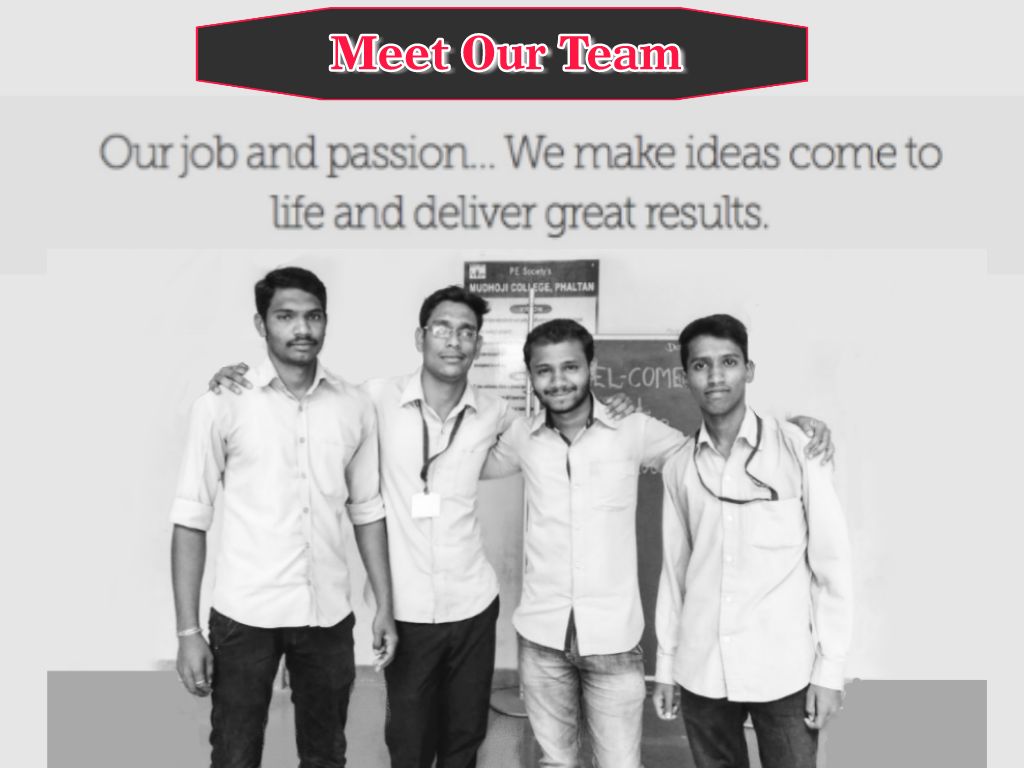 Meet Our Team
Our job and passion... We make ideas come to
life and deliver great results.
P.E. Society's
MUDHOJI COLLEGE, PHALTAN
EL-COME